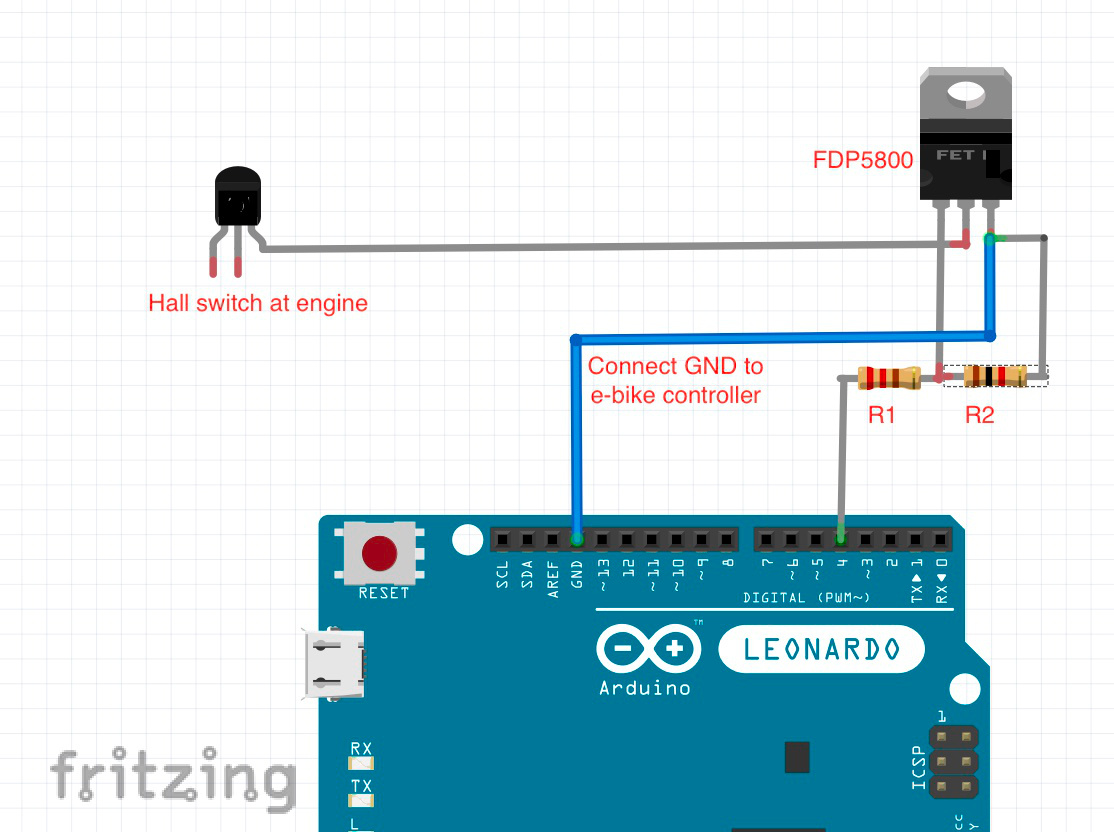 FDP5800
FET
Hall switch at engine
Connect GND to
e-bike controller
R1
R2
SCL
SDA
AREF
GND
~13
12
~11
~10
~9
8
7
~6
~5
4
~3
2
TX▶1
RX◀0
RESET
DIGITAL (PWM~)
TM
LEONARDO
Arduino
1
ICSP
RX
TX
L
fritzing